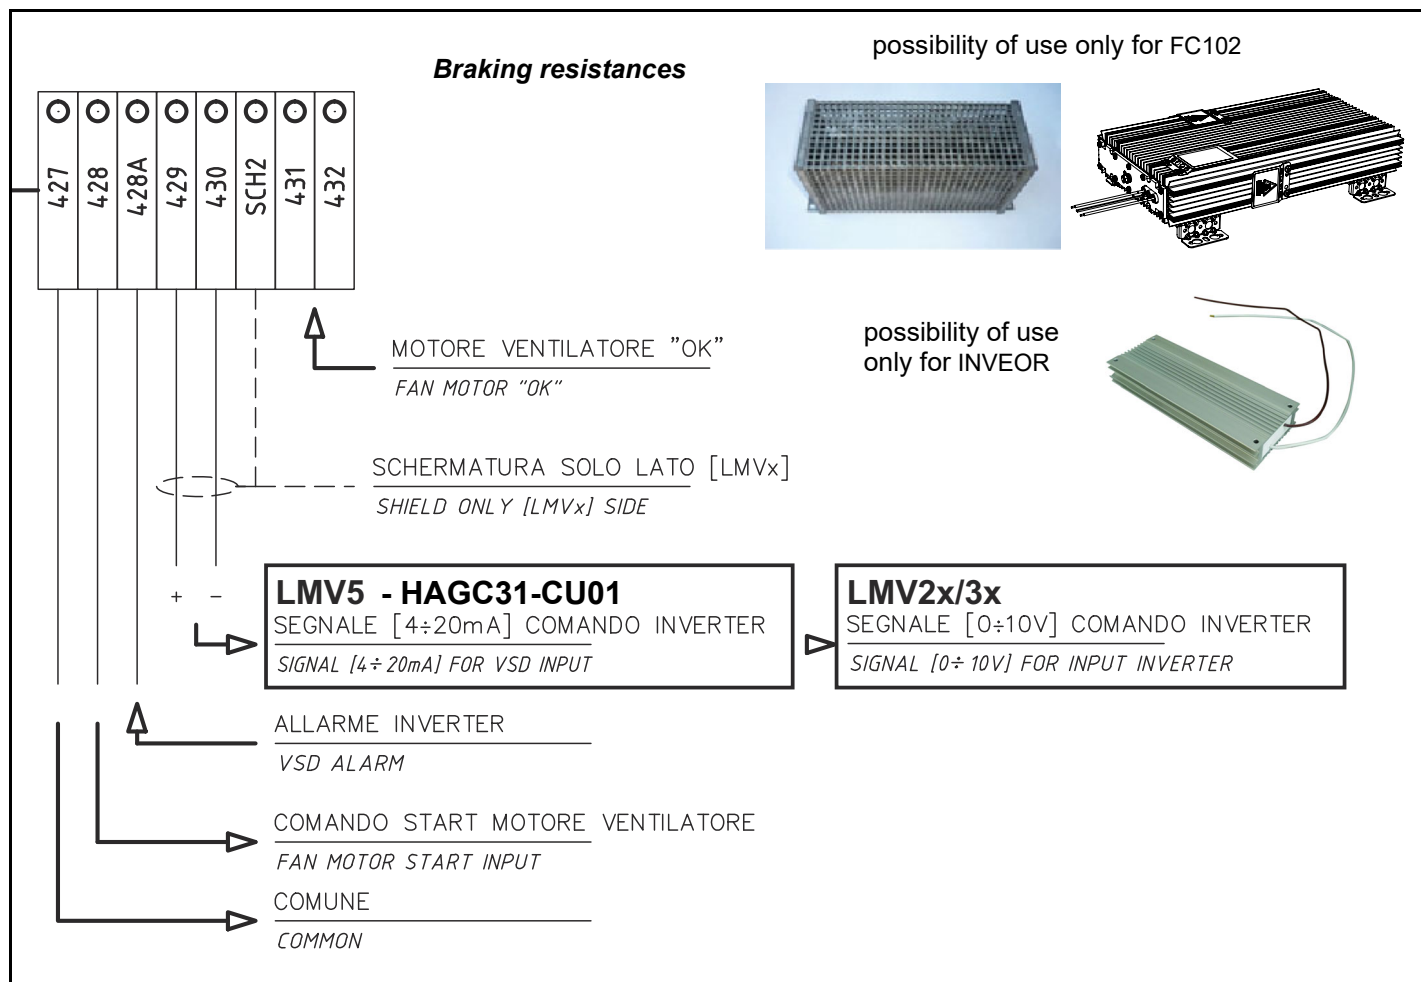 possibility of use only for FC102
Braking resistances
427
428
428A
429
430
SCH2
431
432
possibility of use
only for INVEOR
MOTORE VENTILATORE "OK"
FAN MOTOR "OK"
SCHERMATURA SOLO LATO [LMVx]
SHIELD ONLY [LMVx] SIDE
+ −
LMV5 - HAGC31-CU01
SEGNALE [4÷20mA] COMANDO INVERTER
SIGNAL [4÷20mA] FOR VSD INPUT
LMV2x/3x
SEGNALE [0÷10V] COMANDO INVERTER
SIGNAL [0÷10V] FOR INPUT INVERTER
ALLARME INVERTER
VSD ALARM
COMANDO START MOTORE VENTILATORE
FAN MOTOR START INPUT
COMUNE
COMMON